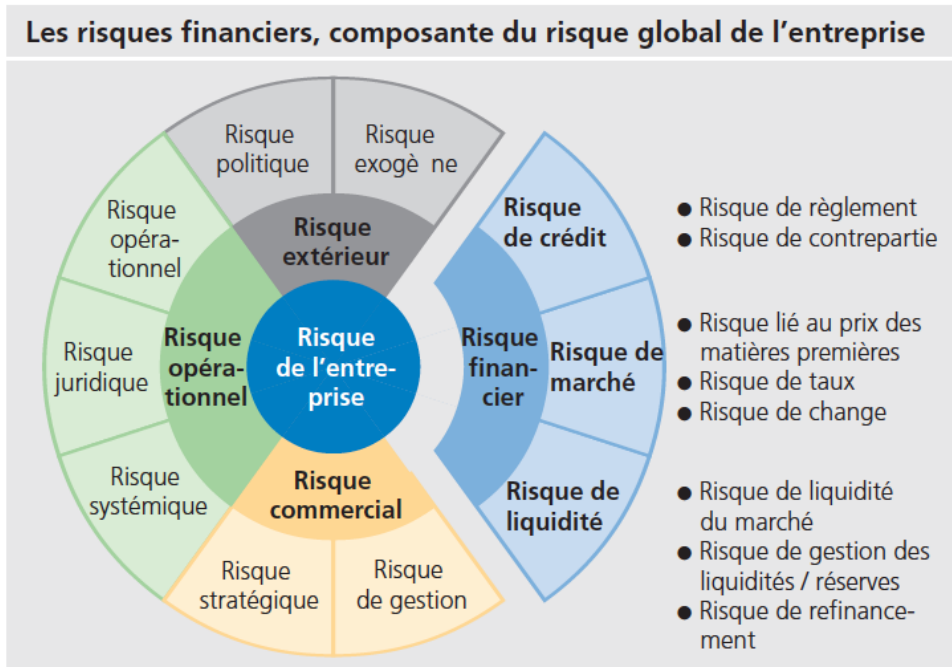 Les risques financiers, composante du risque global de l'entreprise
Risque
politique
Risque
exogè ne
Risque
extérieur
Risque
opéra-
tionnel
Risque
juridique
Risque
systémique
Risque
opéra-
tionnel
Risque
de l'entre-
prise
Risque
commercial
Risque
stratégique
Risque
de gestion
Risque
finan-
cier
Risque
de crédit
● Risque de règlement
● Risque de contrepartie
Risque de
marché
● Risque lié au prix des
matières premières
● Risque de taux
● Risque de change
Risque de
liquidité
● Risque de liquidité
du marché
● Risque de gestion des
liquidités / réserves
● Risque de refinance-
ment